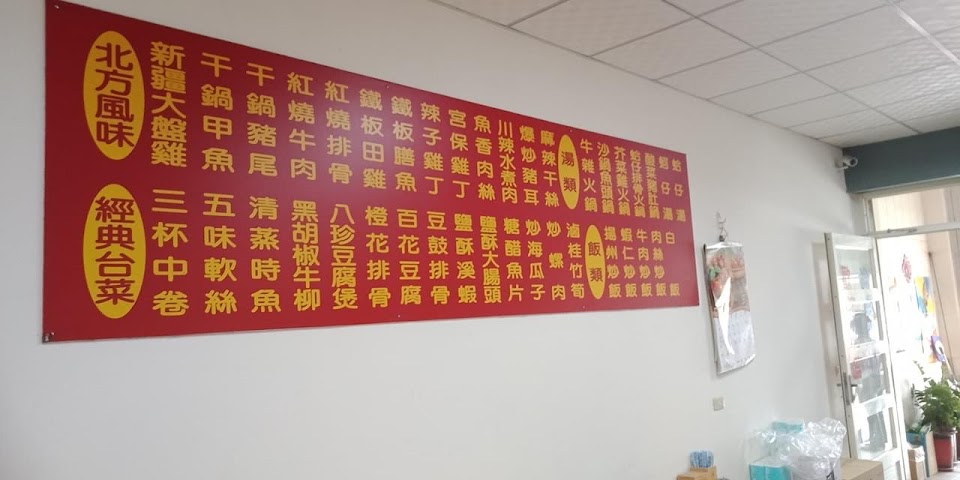 北方風味
新疆大盤雞
干鍋甲魚
干鍋豬尾
紅燒牛肉
紅燒排骨
鐵板田雞
鐵板膳魚
辣子雞丁
宮保雞丁
魚香肉絲
川辣水煮肉
爆炒豬耳
麻辣干絲
湯類
牛雜火鍋
沙鍋魚頭鍋
芥菜雞火鍋
蛤仔排骨火鍋
酸菜豬肚鍋
蚵仔湯
蛤仔湯
經典台菜
三杯中卷
五味軟絲
清蒸時魚
黑胡椒牛柳
八珍豆腐煲
橙花排骨
百花豆腐
豆鼓排骨
鹽酥溪蝦
鹽酥大腸頭
糖醋魚片
炒海瓜子
炒螺肉
滷桂竹筍
飯類
揚州炒飯
蝦仁炒飯
牛肉炒飯
肉絲炒飯
白飯